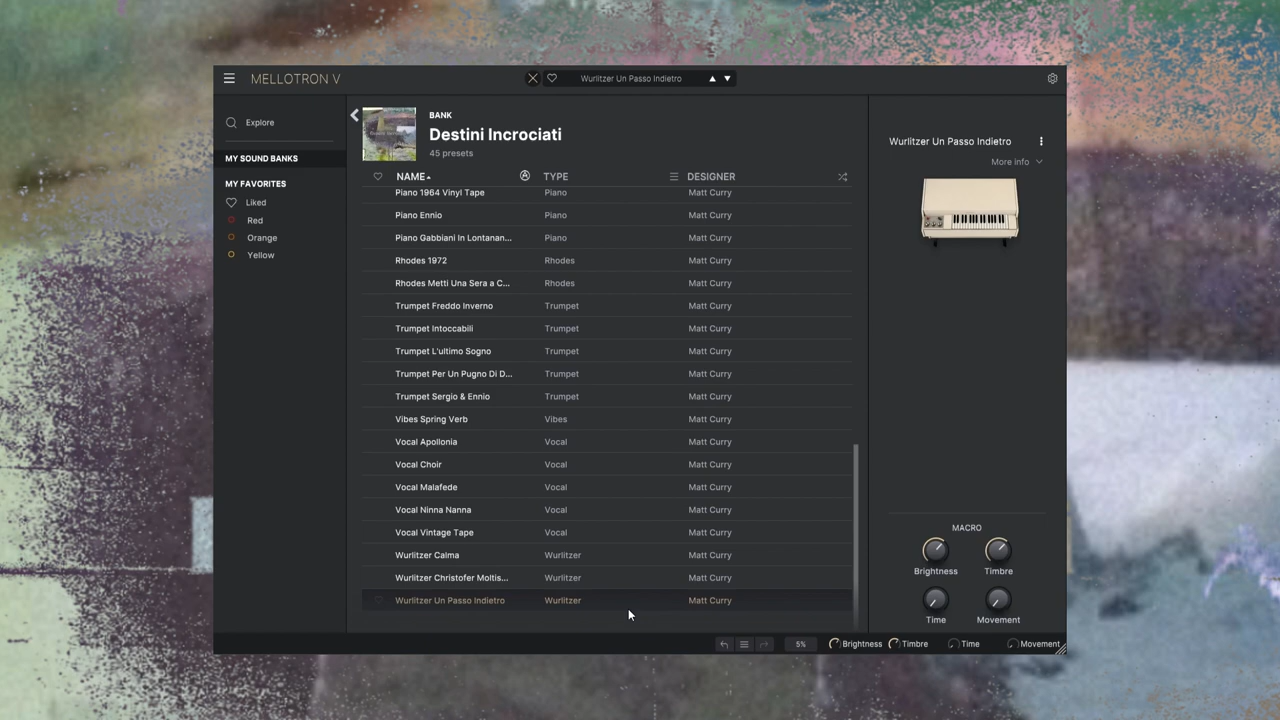 MELLOTRON V
Wurlitzer Un Passo Indietro
Explore
MY SOUND BANKS
MY FAVORITES
Liked
Red
Orange
Yellow
BANK
Destini Incrociati
45 presets
NAME TYPE DESIGNER
Piano 1964 Vinyl Tape Piano Matt Curry
Piano Ennio Piano Matt Curry
Piano Gabbiani In Lontanan... Piano Matt Curry
Rhodes 1972 Rhodes Matt Curry
Rhodes Metti Una Sera a C... Rhodes Matt Curry
Trumpet Freddo Inverno Trumpet Matt Curry
Trumpet Intoccabili Trumpet Matt Curry
Trumpet L'ultimo Sogno Trumpet Matt Curry
Trumpet Per Un Pugno Di D... Trumpet Matt Curry
Trumpet Sergio & Ennio Trumpet Matt Curry
Vibes Spring Verb Vibes Matt Curry
Vocal Apollonia Vocal Matt Curry
Vocal Choir Vocal Matt Curry
Vocal Malafede Vocal Matt Curry
Vocal Ninna Nanna Vocal Matt Curry
Vocal Vintage Tape Vocal Matt Curry
Wurlitzer Calma Wurlitzer Matt Curry
Wurlitzer Christofer Moltis... Wurlitzer Matt Curry
Wurlitzer Un Passo Indietro Wurlitzer Matt Curry
Wurlitzer Un Passo Indietro
More info
MACRO
Brightness Timbre
Time Movement
5% Brightness Timbre Time Movement